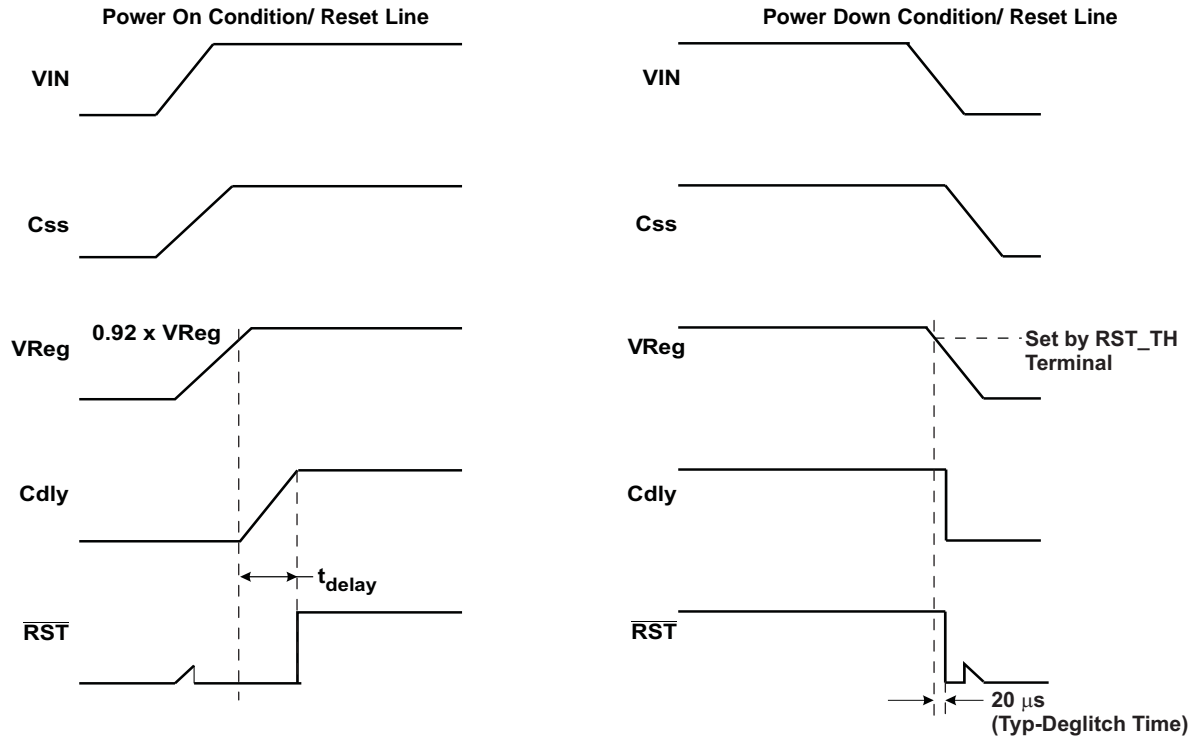 Power On Condition/ Reset Line
VIN
Css
VReg
0.92 x VReg
Cdly
tdelay
RST
Power Down Condition/ Reset Line
VIN
Css
VReg
Set by RST_TH
Terminal
Cdly
RST
20 μs
(Typ-Deglitch Time)